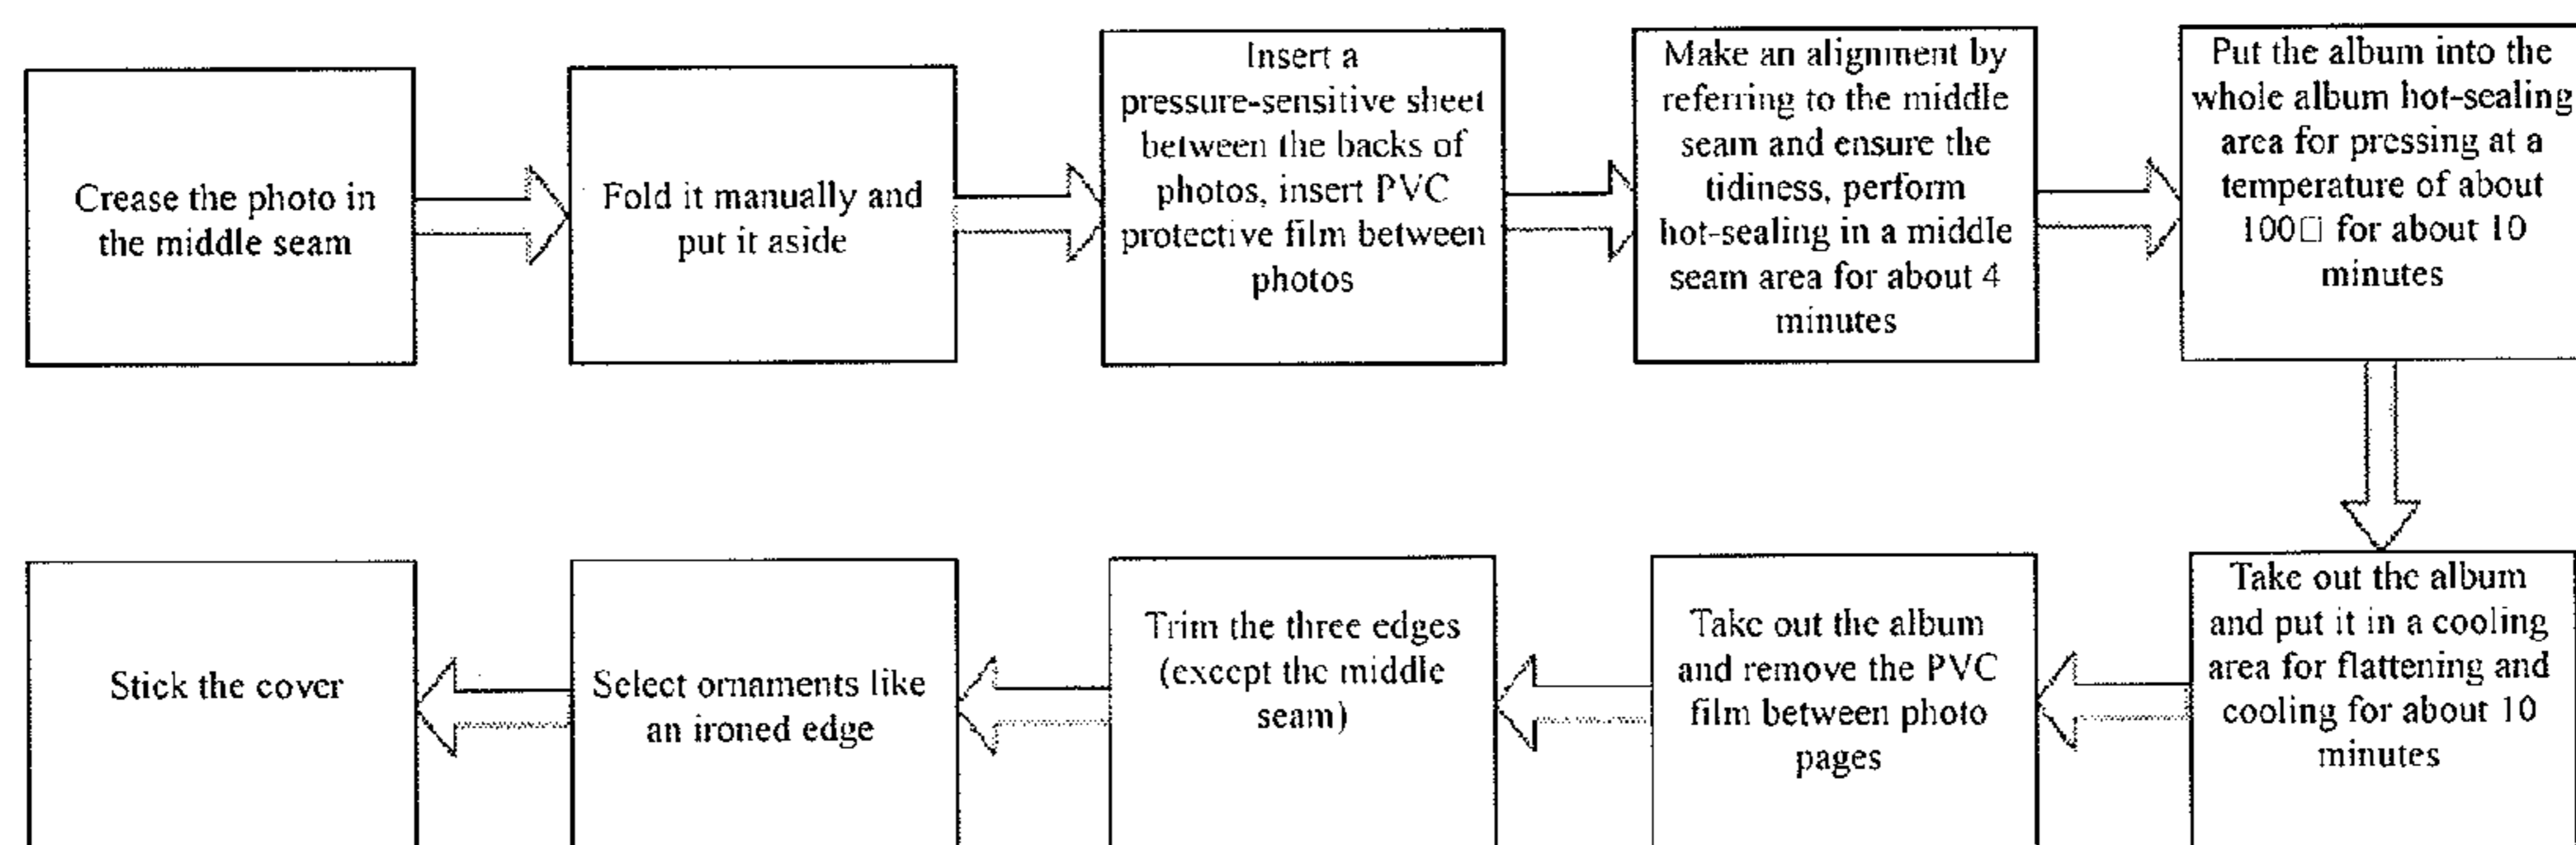 Crease the photo in
the middle seam
Fold it manually and
put it aside
Insert a
pressure-sensitive sheet
between the backs of
photos, insert PVC
protective film between
photos
Make an alignment by
referring to the middle
seam and ensure the
tidiness, perform
hot-sealing in a middle
seam area for about 4
minutes
Put the album into the
whole album hot-sealing
area for pressing at a
temperature of about
100□ for about 10
minutes
Take out the album
and put it in a cooling
area for flattening and
cooling for about 10
minutes
Take out the album
and remove the PVC
film between photo
pages
Trim the three edges
(except the middle
seam)
Select ornaments like
an ironed edge
Stick the cover